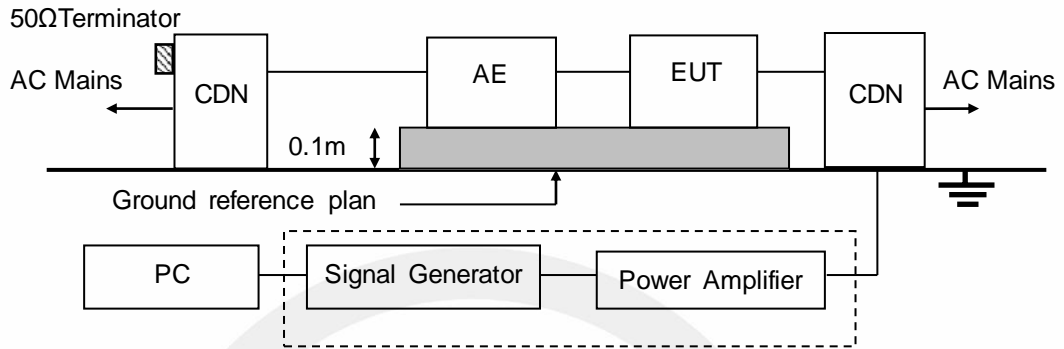 50ΩTerminator
AC Mains
CDN
AE
EUT
CDN
AC Mains
0.1m
Ground reference plan
PC
Signal Generator
Power Amplifier